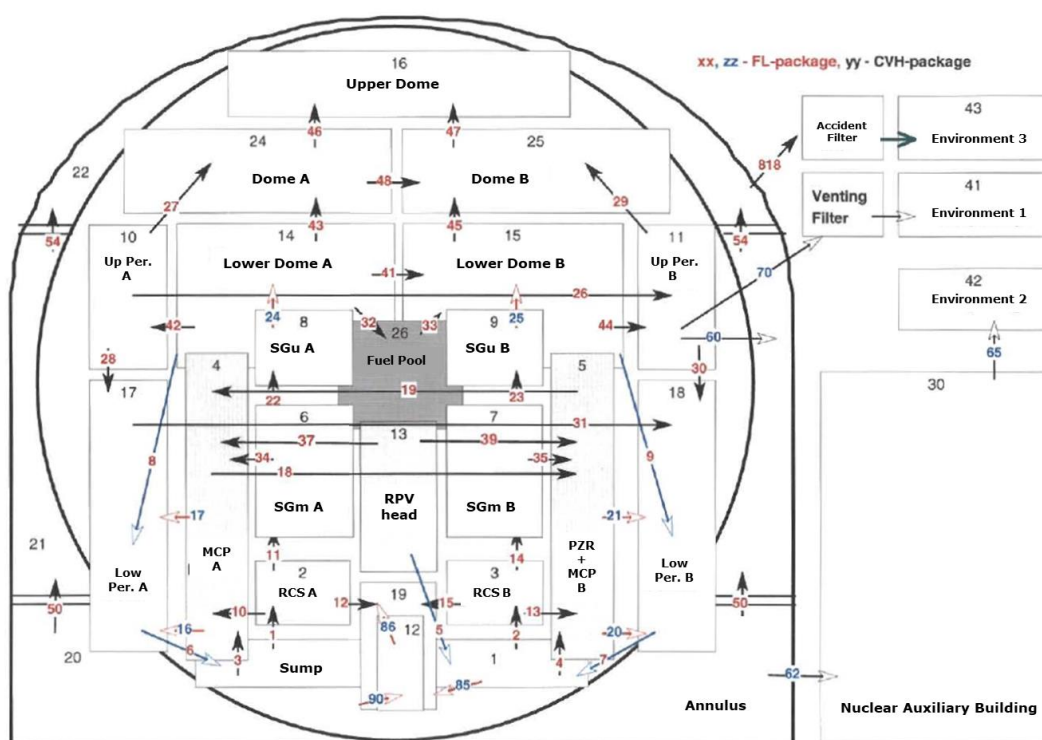 16
Upper Dome
xx, zz - FL-package, yy - CVH-package
46
47
Accident
Filter
43
Environment 3
24
Dome A
48
25
Dome B
818
22
27
29
Venting
Filter
41
Environment 1
54
43
45
54
10
Up Per.
A
14
Lower Dome A
41
15
Lower Dome B
11
Up Per.
B
70
26
42
Environment 2
42
24
8
SGu A
32
33
26
Fuel Pool
9
SGu B
25
44
60
28
30
65
17
4
22
19
23
5
18
30
6
7
31
13
37
39
8
34
35
9
18
SGm A
RPV
head
SGm B
17
21
21
MCP
A
PZR
+
MCP
B
Low
Per. A
Low
Per. B
11
14
2
RCS A
3
RCS B
50
10
12
19
15
13
50
12
86
5
16
1
2
20
20
6
3
Sump
1
4
7
62
90
85
Annulus
Nuclear Auxiliary Building